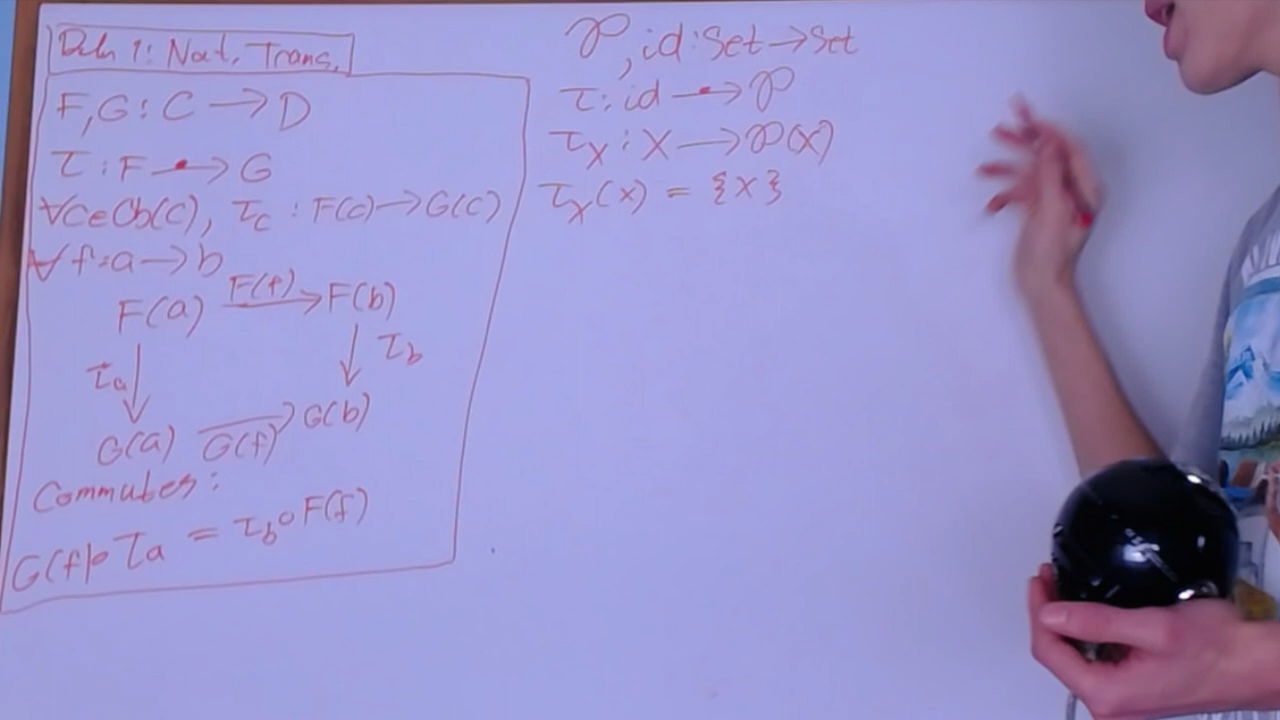 Defn 1: Nat. Trans.
F,G: C → D
τ : F → G
∀c∈Ob(C), τ_c : F(c) → G(c)
∀f:a → b
F(a) F(f) → F(b)
τ_a ↓ ↓ τ_b
G(a) → G(f) G(b)
Commutes:
G(f)∘τ_a = τ_b∘F(f)
𝒫, id: Set → Set
τ: id → 𝒫
τ_X : X → 𝒫(X)
τ_X(x) = {x}